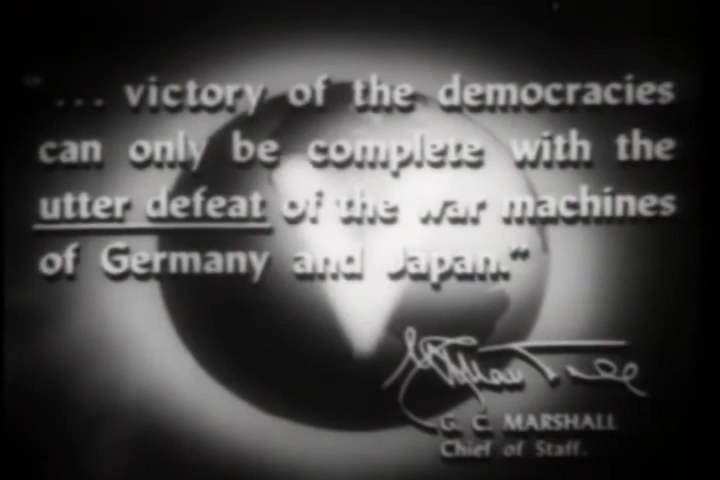 "... victory of the democracies
can only be complete with the
utter defeat of the war machines
of Germany and Japan."
G. C. MARSHALL
Chief of Staff.